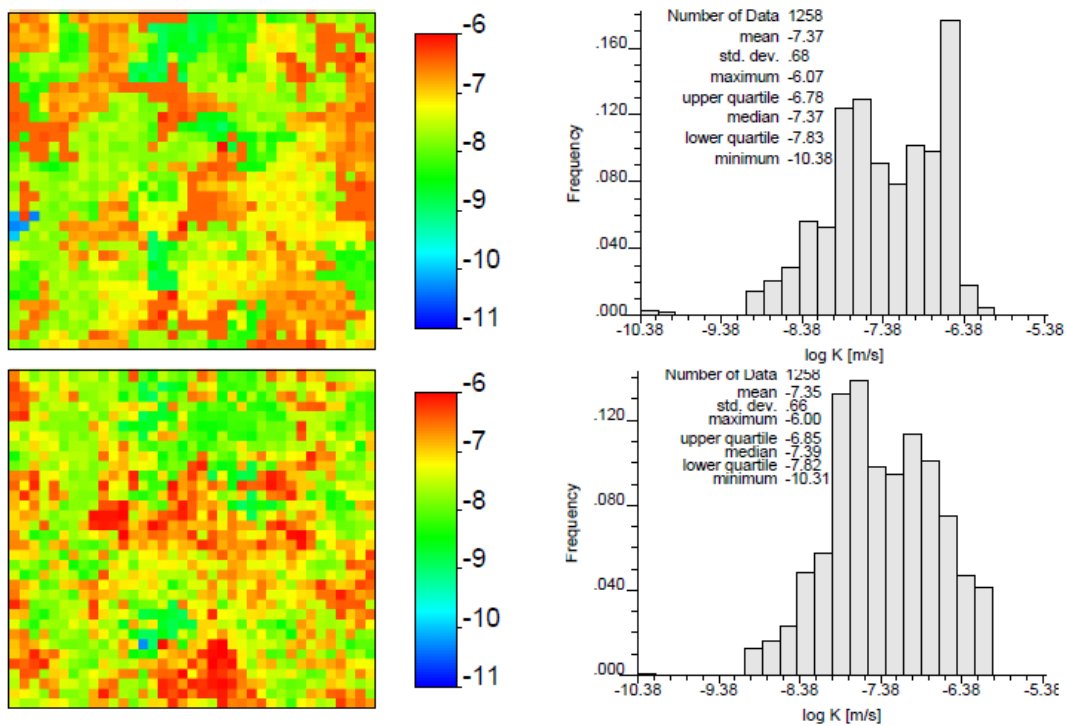 -6
-7
-8
-9
-10
-11
Number of Data 1258
mean -7.37
std. dev. .68
maximum -6.07
upper quartile -6.78
median -7.37
lower quartile -7.83
minimum -10.38
Frequency
.160
.120
.080
.040
.000
-10.38 -9.38 -8.38 -7.38 -6.38 -5.38
log K [m/s]
-6
-7
-8
-9
-10
-11
Number of Data 1258
mean -7.35
std. dev. .66
maximum -6.00
upper quartile -6.85
median -7.39
lower quartile -7.82
minimum -10.31
Frequency
.120
.080
.040
.000
-10.38 -9.38 -8.38 -7.38 -6.38 -5.38
log K [m/s]